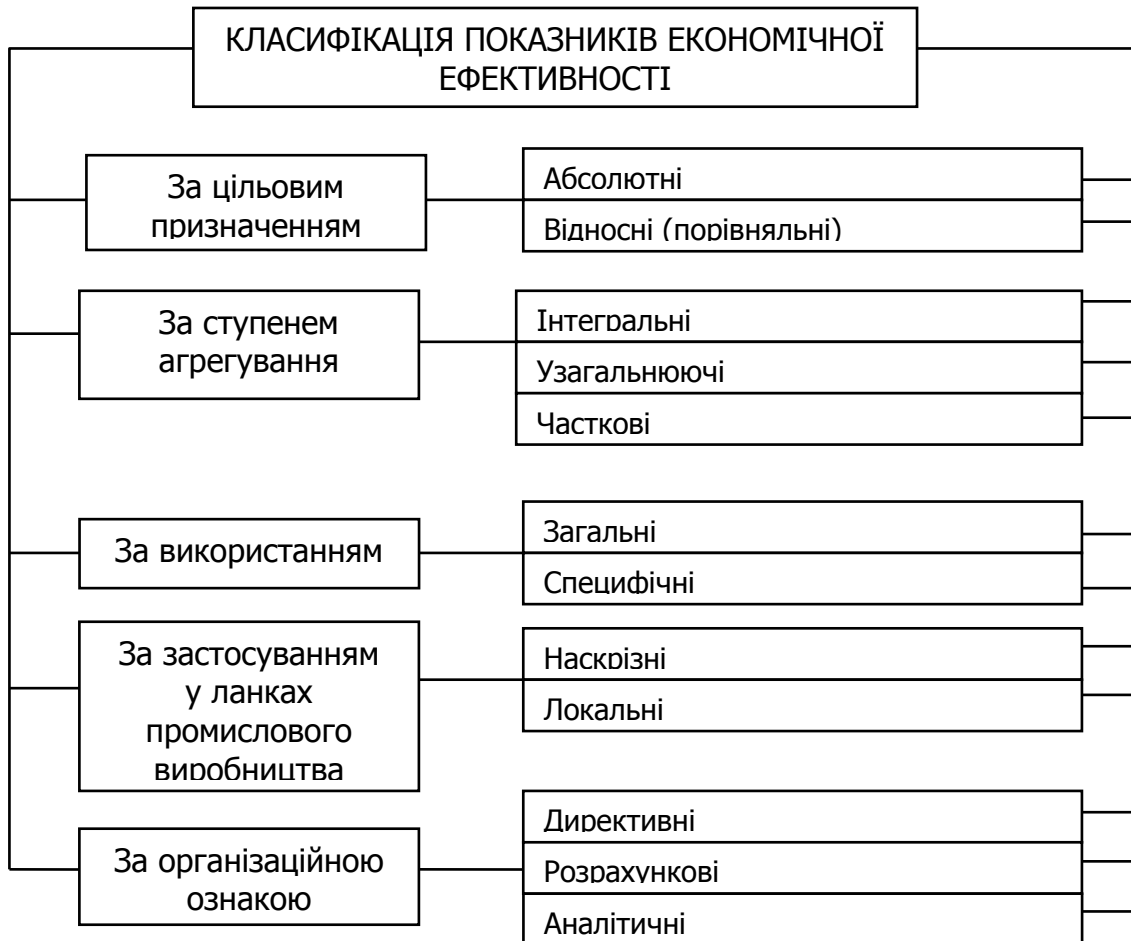 КЛАСИФІКАЦІЯ ПОКАЗНИКІВ ЕКОНОМІЧНОЇ
ЕФЕКТИВНОСТІ
За цільовим
призначенням
Абсолютні
Відносні (порівняльні)
За ступенем
агрегування
Інтегральні
Узагальнюючі
Часткові
За використанням
Загальні
Специфічні
За застосуванням
у ланках
промислового
виробництва
Наскрізні
Локальні
За організаційною
ознакою
Директивні
Розрахункові
Аналітичні